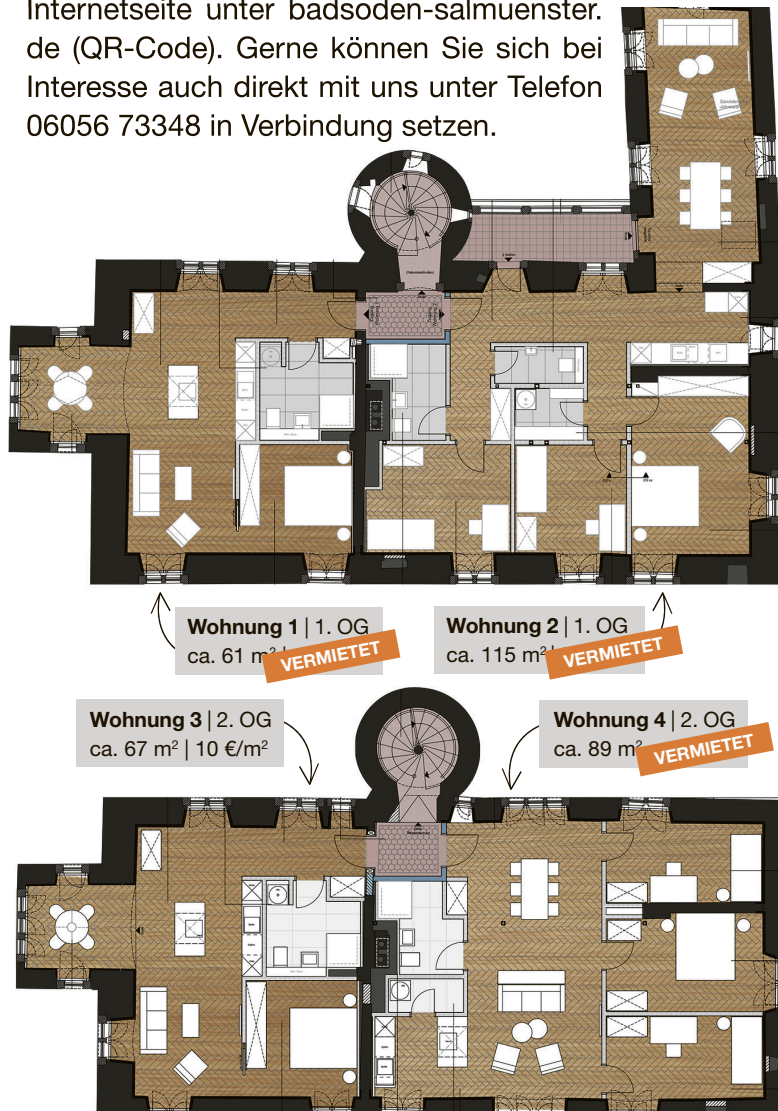 Internetseite unter badsoden-salmuenster.
de (QR-Code). Gerne können Sie sich bei
Interesse auch direkt mit uns unter Telefon
06056 73348 in Verbindung setzen.
Wohnung 1 | 1. OG
ca. 61 m² |
VERMIETET
Wohnung 2 | 1. OG
ca. 115 m² |
VERMIETET
Wohnung 3 | 2. OG
ca. 67 m² | 10 €/m²
Wohnung 4 | 2. OG
ca. 89 m²
VERMIETET